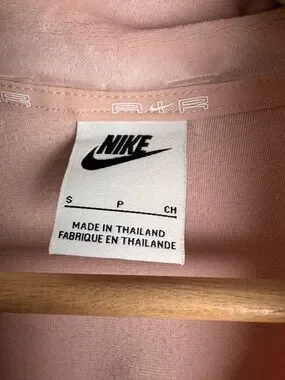 NIKE
S P CH
MADE IN THAILAND
FABRIQUE EN THAILANDE